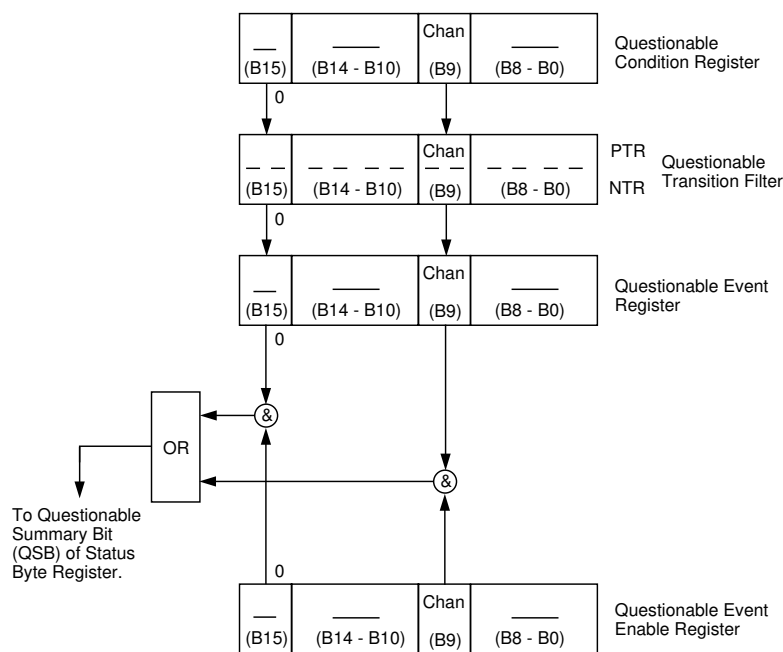 Chan
(B15) (B14 - B10) (B9) (B8 - B0)
Questionable
Condition Register
0
Chan
(B15) (B14 - B10) (B9) (B8 - B0)
PTR
NTR
Questionable
Transition Filter
0
Chan
(B15) (B14 - B10) (B9) (B8 - B0)
Questionable Event
Register
0
&
OR
&
To Questionable
Summary Bit
(QSB) of Status
Byte Register.
0
Chan
(B15) (B14 - B10) (B9) (B8 - B0)
Questionable Event
Enable Register